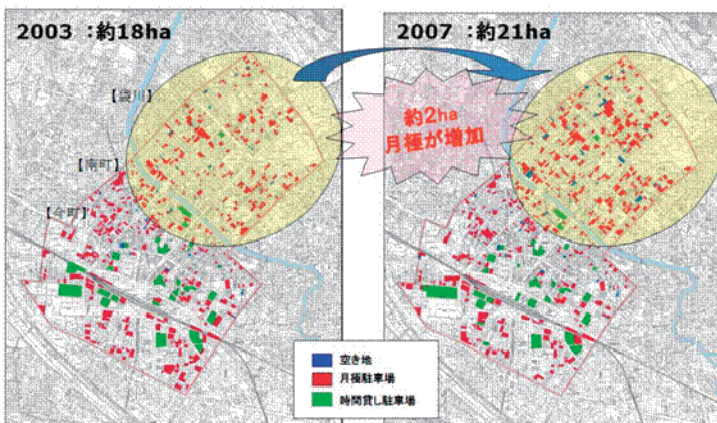 2003 :約18ha
2007 :約21ha
約2ha
月極が増加
【袋川】
【南町】
【今町】
空き地
月極駐車場
時間貸し駐車場